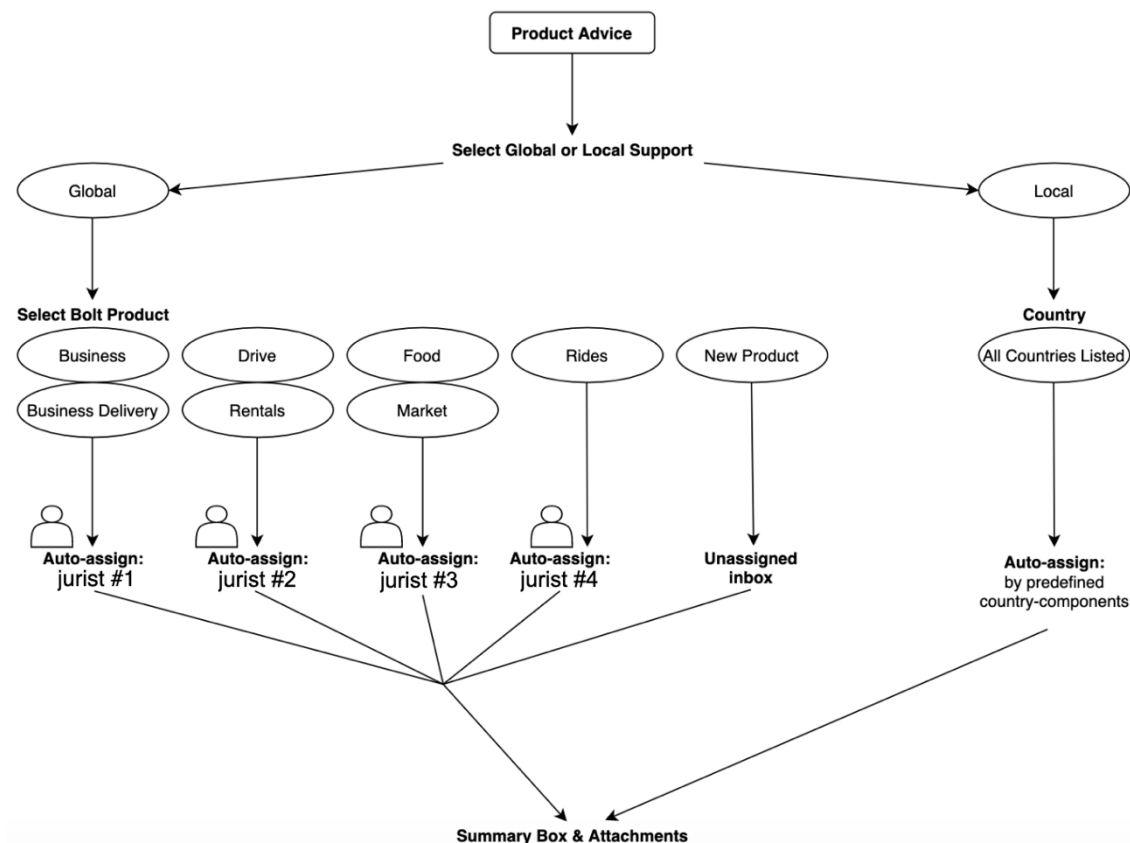 Product Advice
Select Global or Local Support
Global
Local
Select Bolt Product
Country
Business
Drive
Food
Rides
New Product
All Countries Listed
Business Delivery
Rentals
Market
Auto-assign:
jurist #1
Auto-assign:
jurist #2
Auto-assign:
jurist #3
Auto-assign:
jurist #4
Unassigned
inbox
Auto-assign:
by predefined
country-components
Summary Box & Attachments